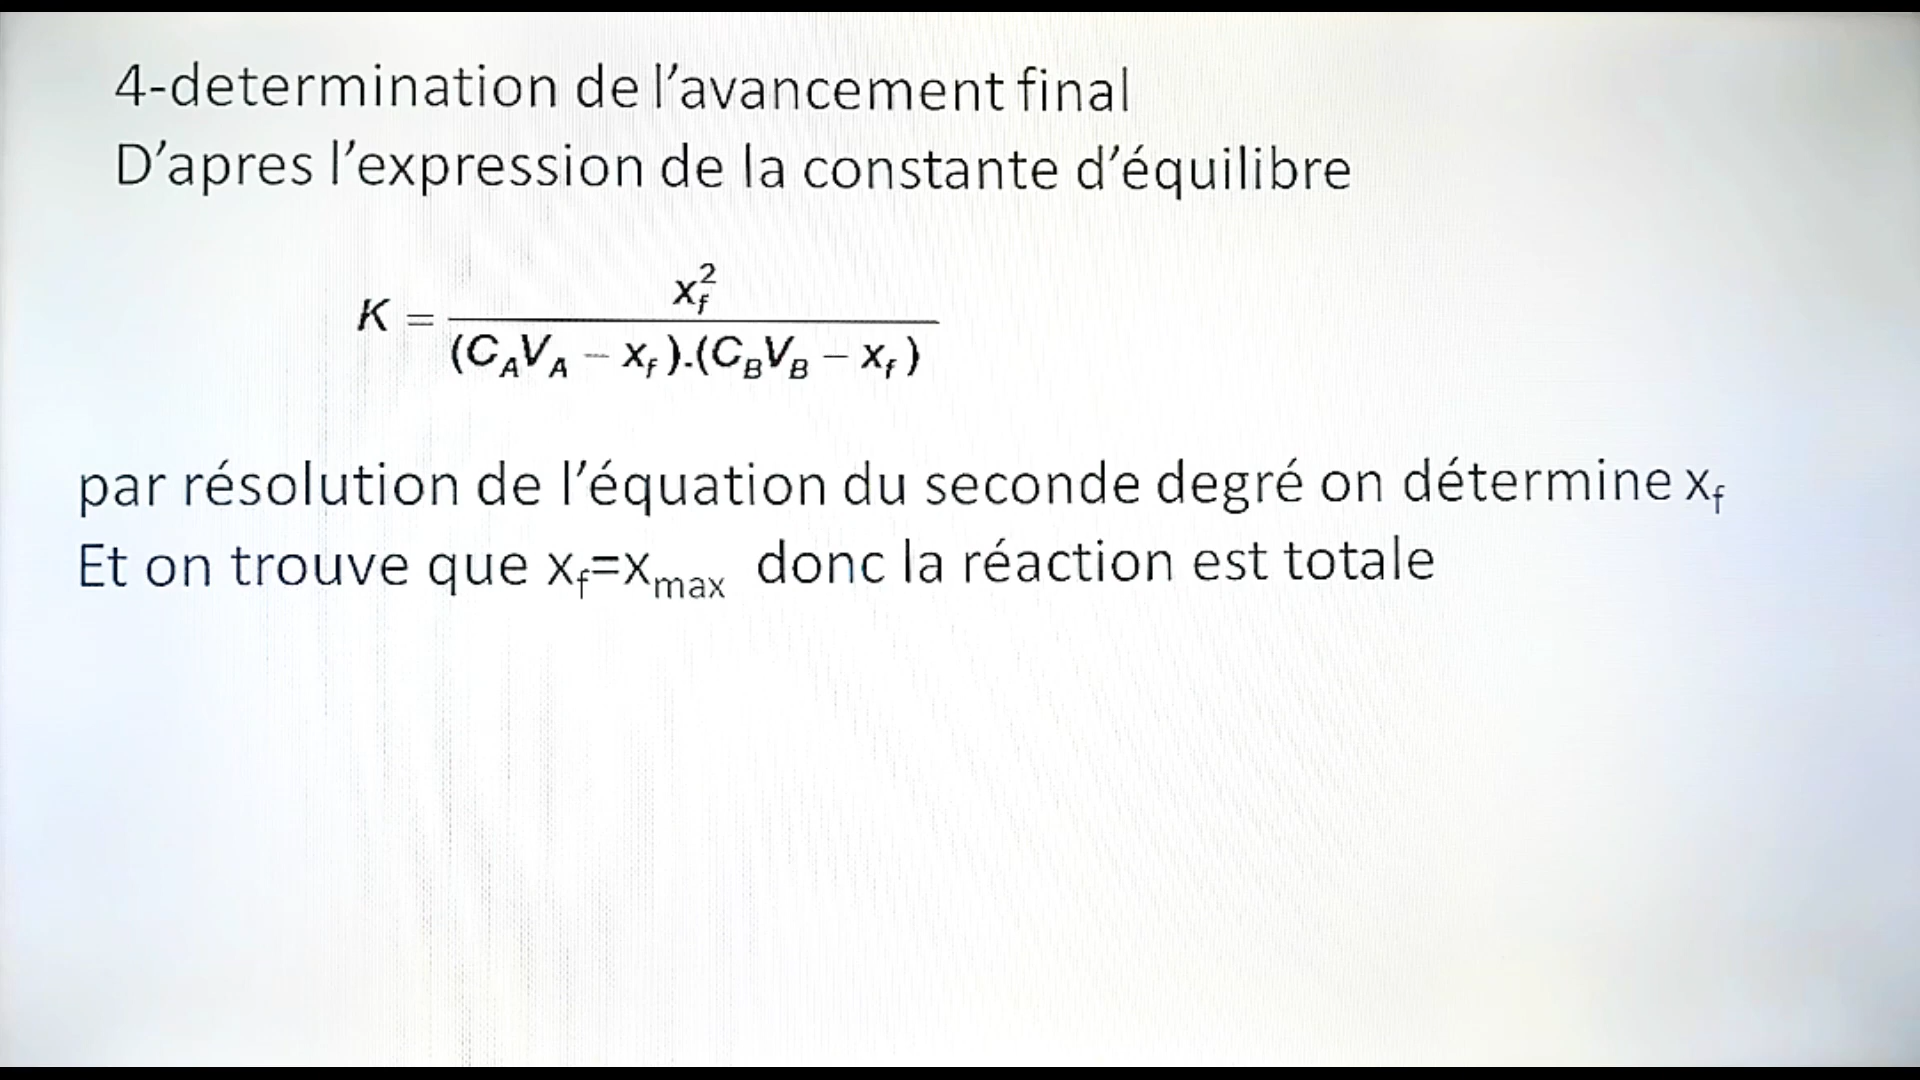 4-determination de l'avancement final
D'apres l'expression de la constante d'équilibre
K = x_f^2 / (C_A V_A – x_f).(C_B V_B – x_f)
par résolution de l'équation du seconde degré on détermine x_f
Et on trouve que x_f=x_max donc la réaction est totale